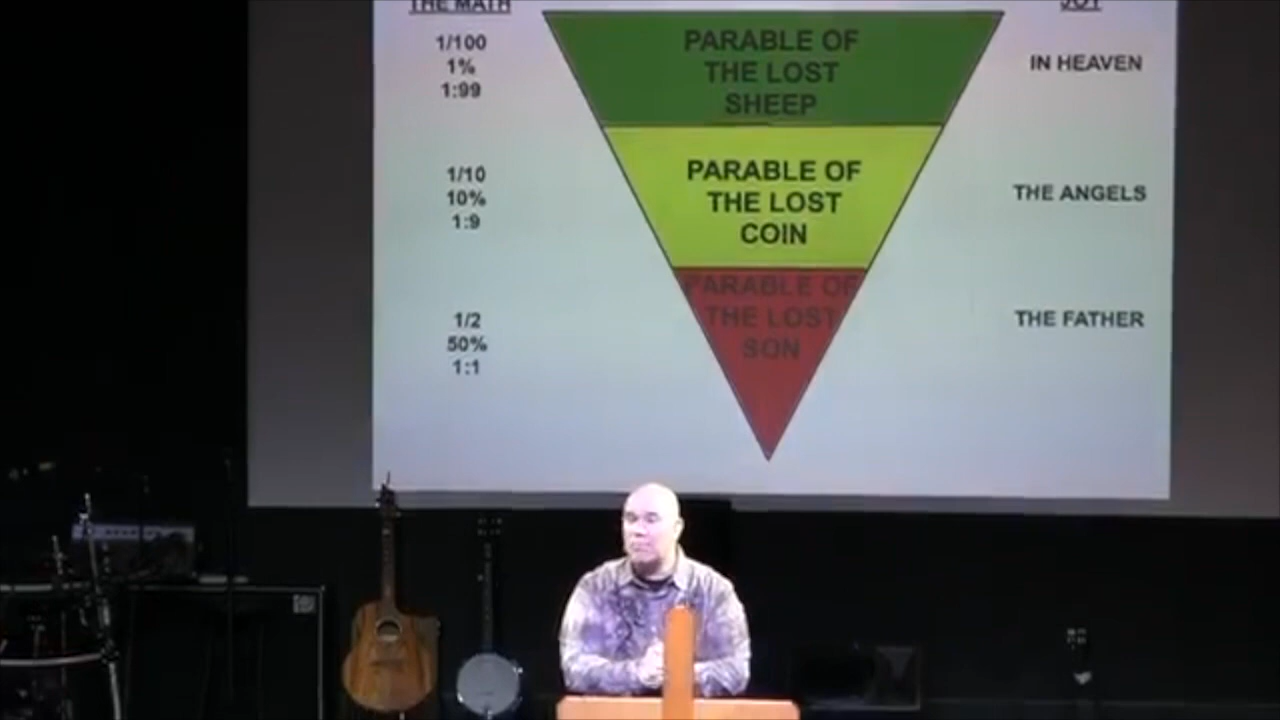 THE MATH
JOY
1/100
1%
1:99
PARABLE OF
THE LOST
SHEEP
IN HEAVEN
1/10
10%
1:9
PARABLE OF
THE LOST
COIN
THE ANGELS
1/2
50%
1:1
PARABLE OF
THE LOST
SON
THE FATHER